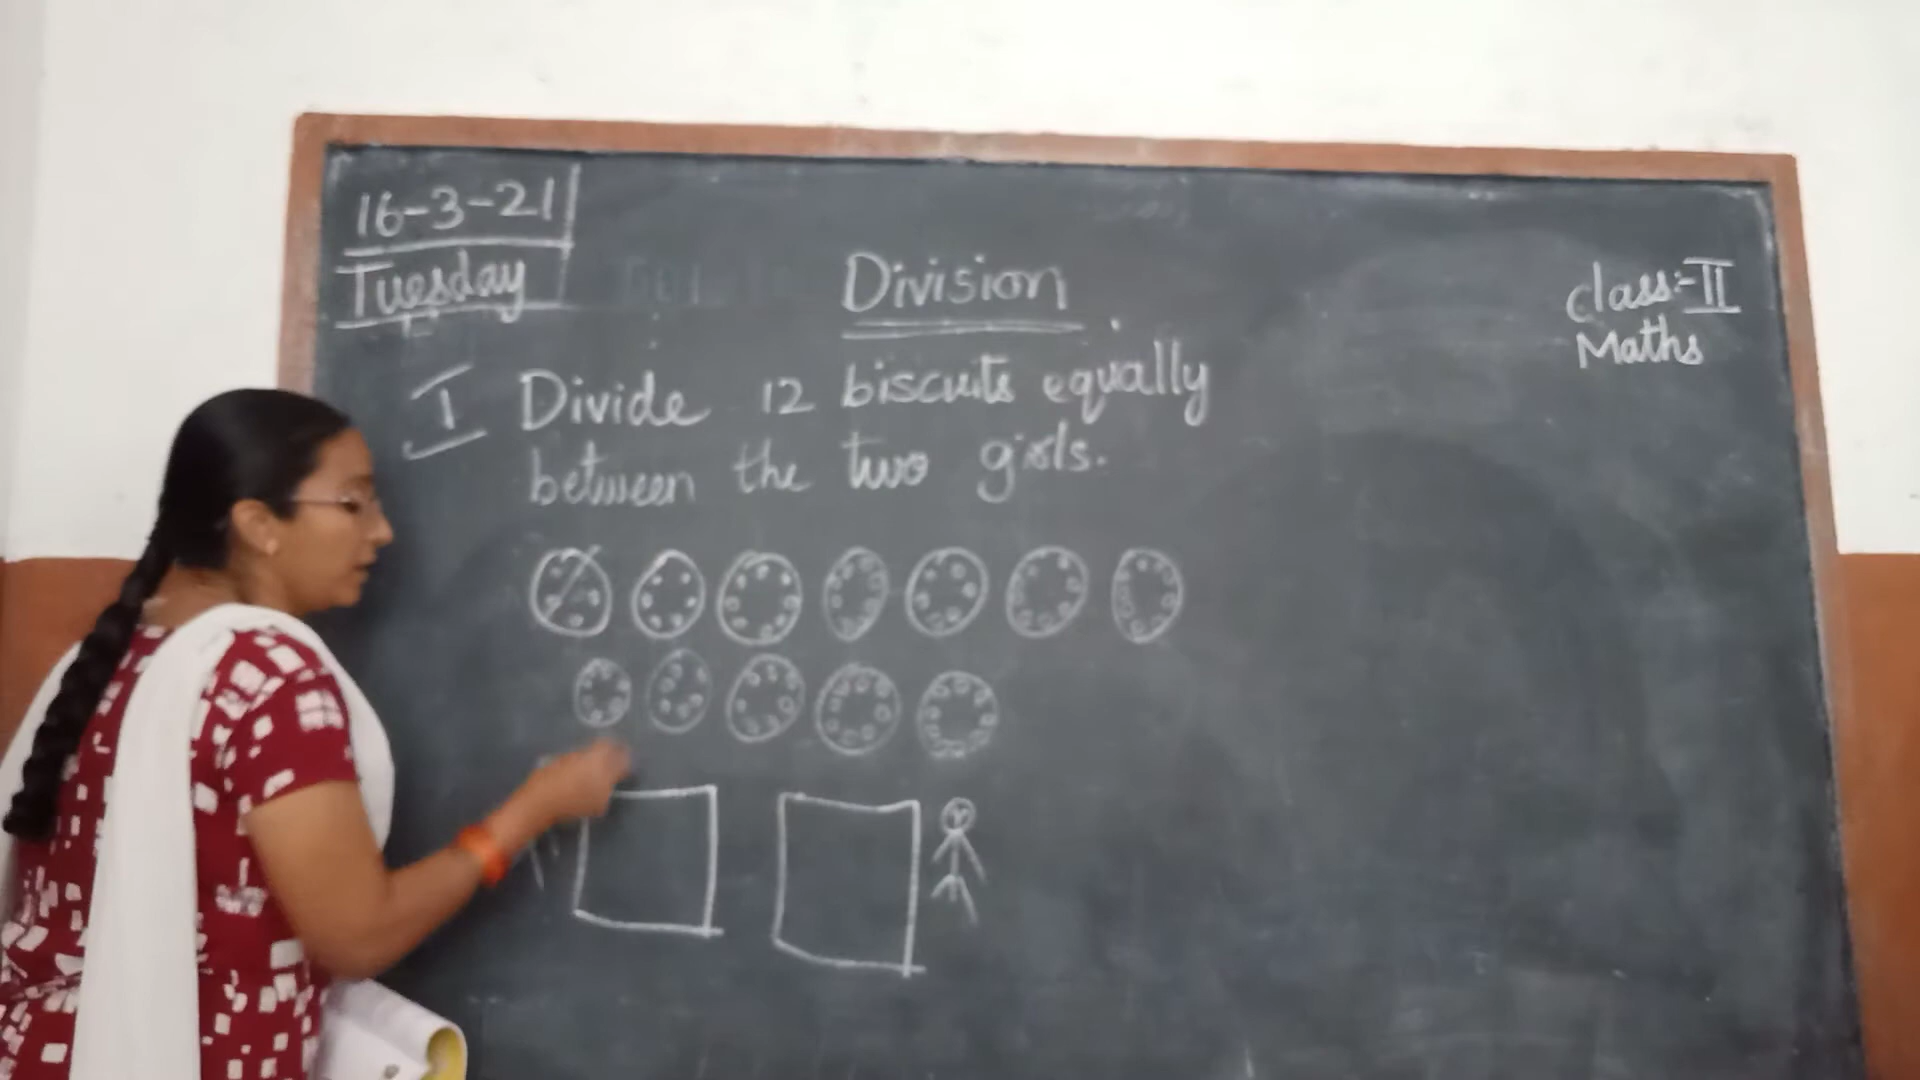 16-3-21
Tuesday
Division
class:-II
Maths
I Divide 12 biscuits equally
between the two girls.